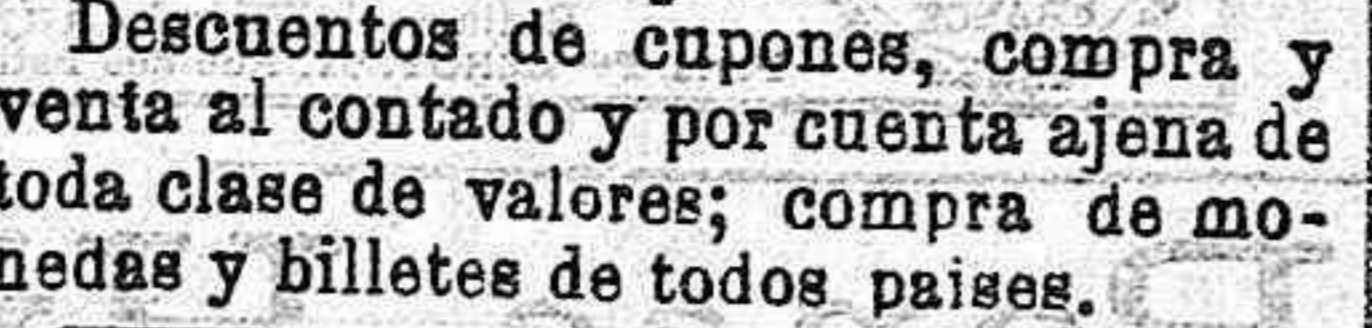 Descuentos de cupones, compra y
venta al contado y por cuenta ajena de
toda clase de valores; compra de mo-
nedas y billetes de todos paises.